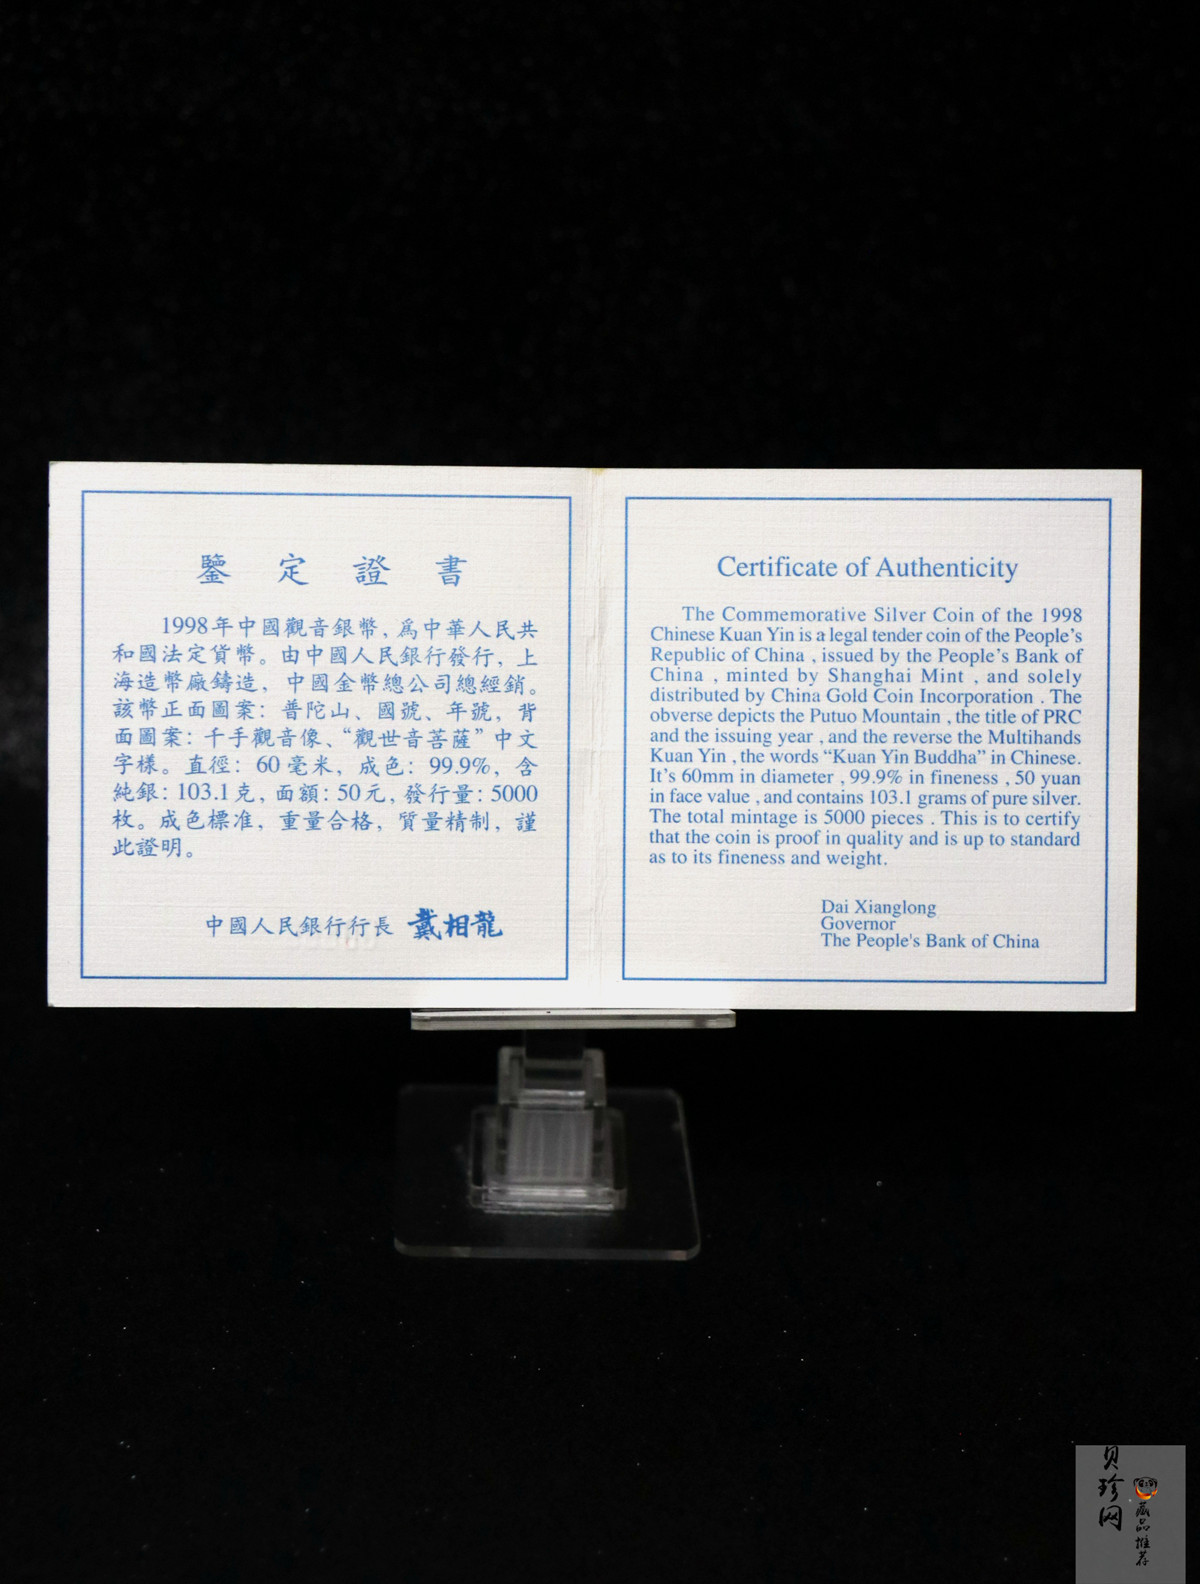 鑒定證書
1998年中國觀音銀幣, 爲中華人民共
和國法定貨幣。由中國人民銀行發行, 上
海造幣廠鑄造, 中國金幣總公司總經銷。
該幣正面圖案: 普陀山、國號、年號, 背
面圖案: 千手觀音像、“觀世音菩薩”中文
字樣。直徑: 60毫米, 成色: 99.9%, 含
純銀: 103.1克, 面額: 50元, 發行量: 5000
枚。成色標准, 重量合格, 質量精制, 謹
此證明。
中國人民銀行行長 戴相龍
Certificate of Authenticity
The Commemorative Silver Coin of the 1998
Chinese Kuan Yin is a legal tender coin of the People's
Republic of China , issued by the People's Bank of
China , minted by Shanghai Mint , and solely
distributed by China Gold Coin Incorporation . The
obverse depicts the Putuo Mountain , the title of PRC
and the issuing year , and the reverse the Multihands
Kuan Yin , the words “Kuan Yin Buddha” in Chinese.
It's 60mm in diameter , 99.9% in fineness , 50 yuan
in face value , and contains 103.1 grams of pure silver.
The total mintage is 5000 pieces . This is to certify
that the coin is proof in quality and is up to standard
as to its fineness and weight.
Dai Xianglong
Governor
The People's Bank of China
贝珍网
藏品推荐